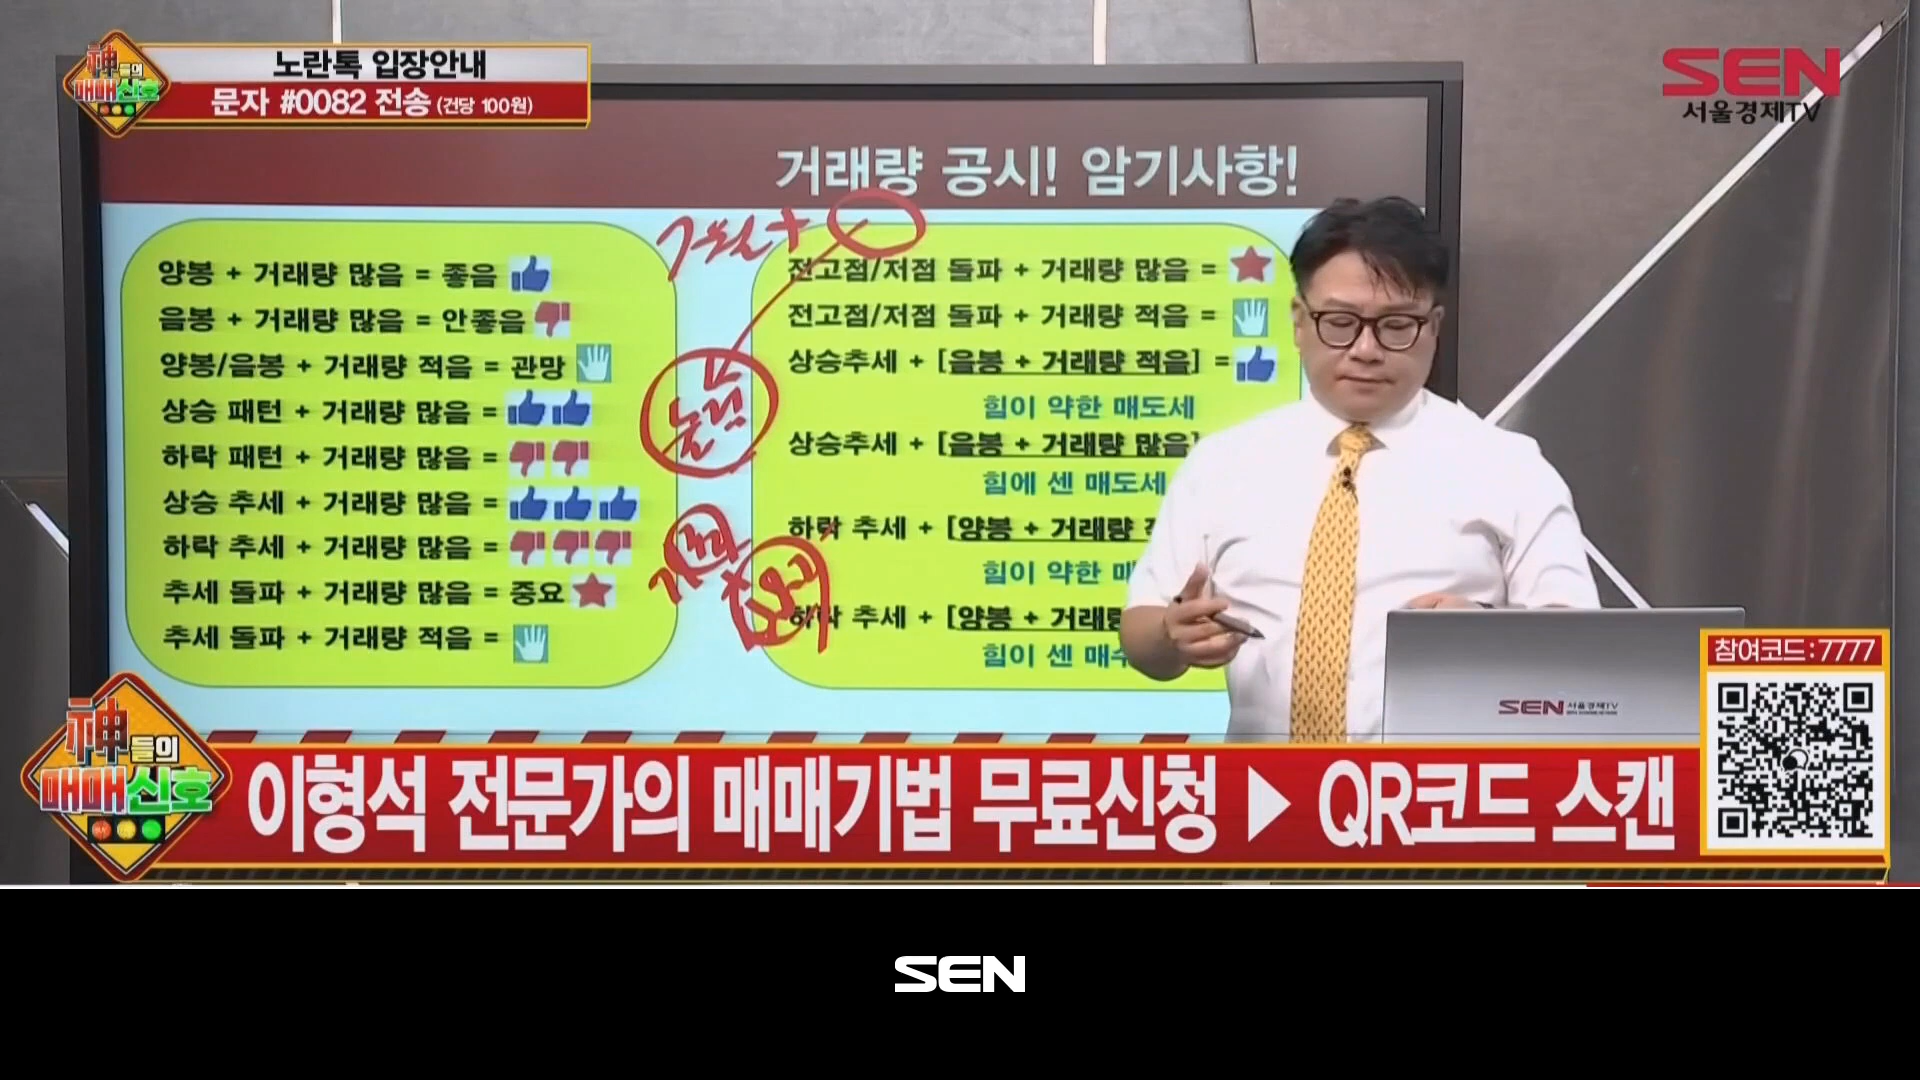 神들의
매매신호
노란톡 입장안내
문자 #0082 전송 (건당 100원)
SEN
서울경제TV
거래량 공시! 암기사항!
양봉 + 거래량 많음 = 좋음
음봉 + 거래량 많음 = 안좋음
양봉/음봉 + 거래량 적음 = 관망
상승 패턴 + 거래량 많음 =
하락 패턴 + 거래량 많음 =
상승 추세 + 거래량 많음 =
하락 추세 + 거래량 많음 =
추세 돌파 + 거래량 많음 = 중요
추세 돌파 + 거래량 적음 =
전고점/저점 돌파 + 거래량 많음 =
전고점/저점 돌파 + 거래량 적음 =
상승추세 + [음봉 + 거래량 적음] =
힘이 약한 매도세
상승추세 + [음봉 + 거래량 많음]
힘에 센 매도세
하락 추세 + [양봉 + 거래량
힘이 약한
하락 추세 + [양봉 + 거래량
힘이 센
SEN 서울경제TV
참여코드:7777
神들의
매매신호
이형석 전문가의 매매기법 무료신청 ▶ QR코드 스캔
SEN